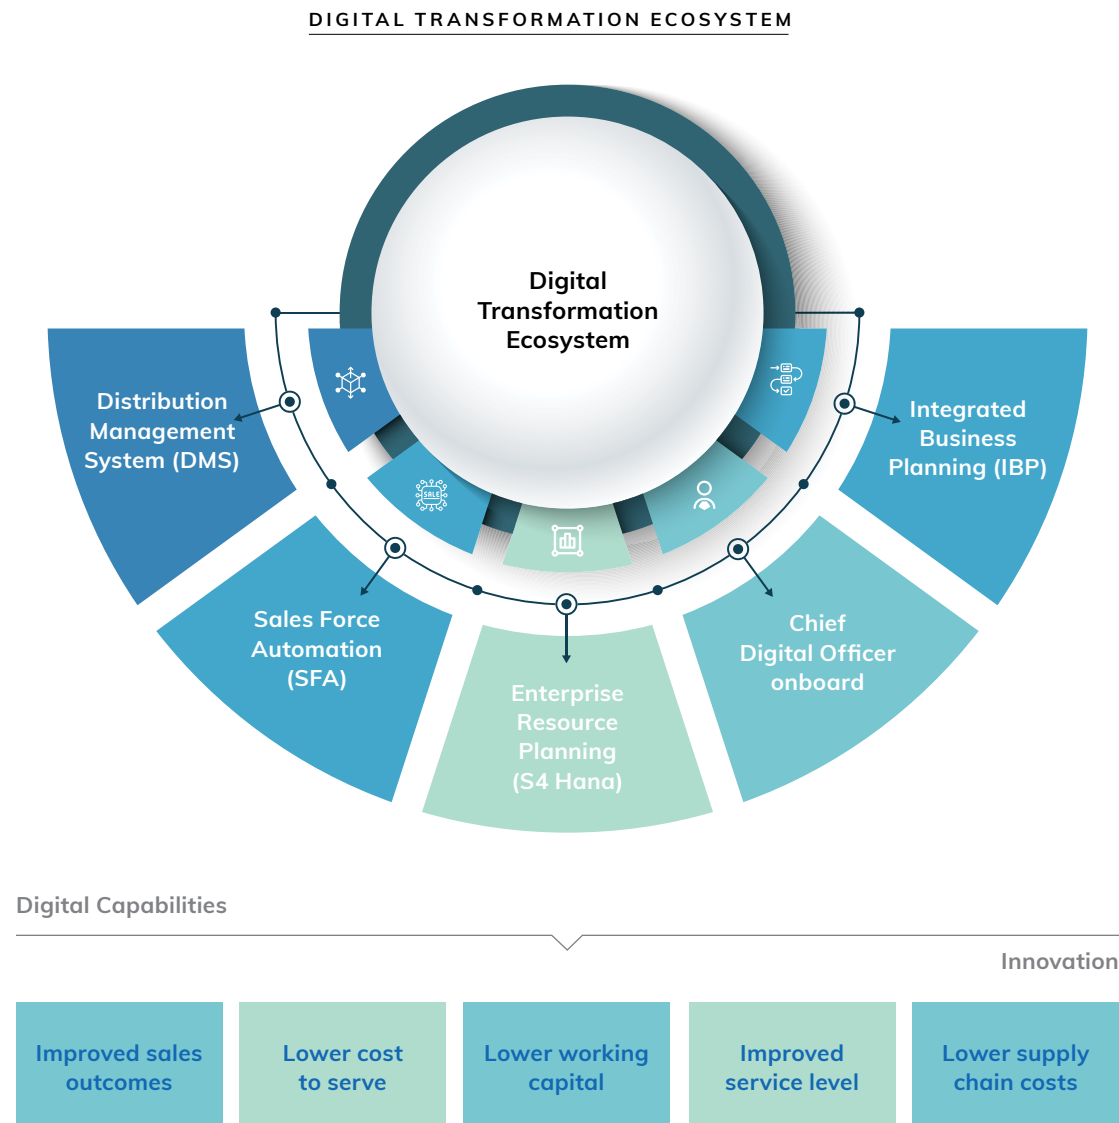 DIGITAL TRANSFORMATION ECOSYSTEM
Digital
Transformation
Ecosystem
Distribution
Management
System (DMS)
SALE
Sales Force
Automation
(SFA)
Enterprise
Resource
Planning
(S4 Hana)
Chief
Digital Officer
onboard
Integrated
Business
Planning (IBP)
Digital Capabilities
Innovation
Improved sales
outcomes
Lower cost
to serve
Lower working
capital
Improved
service level
Lower supply
chain costs